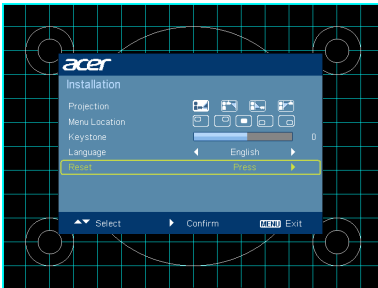 acer
Installation
Projection
Menu Location
Keystone 0
Language English
Reset Press
Select Confirm MENU Exit